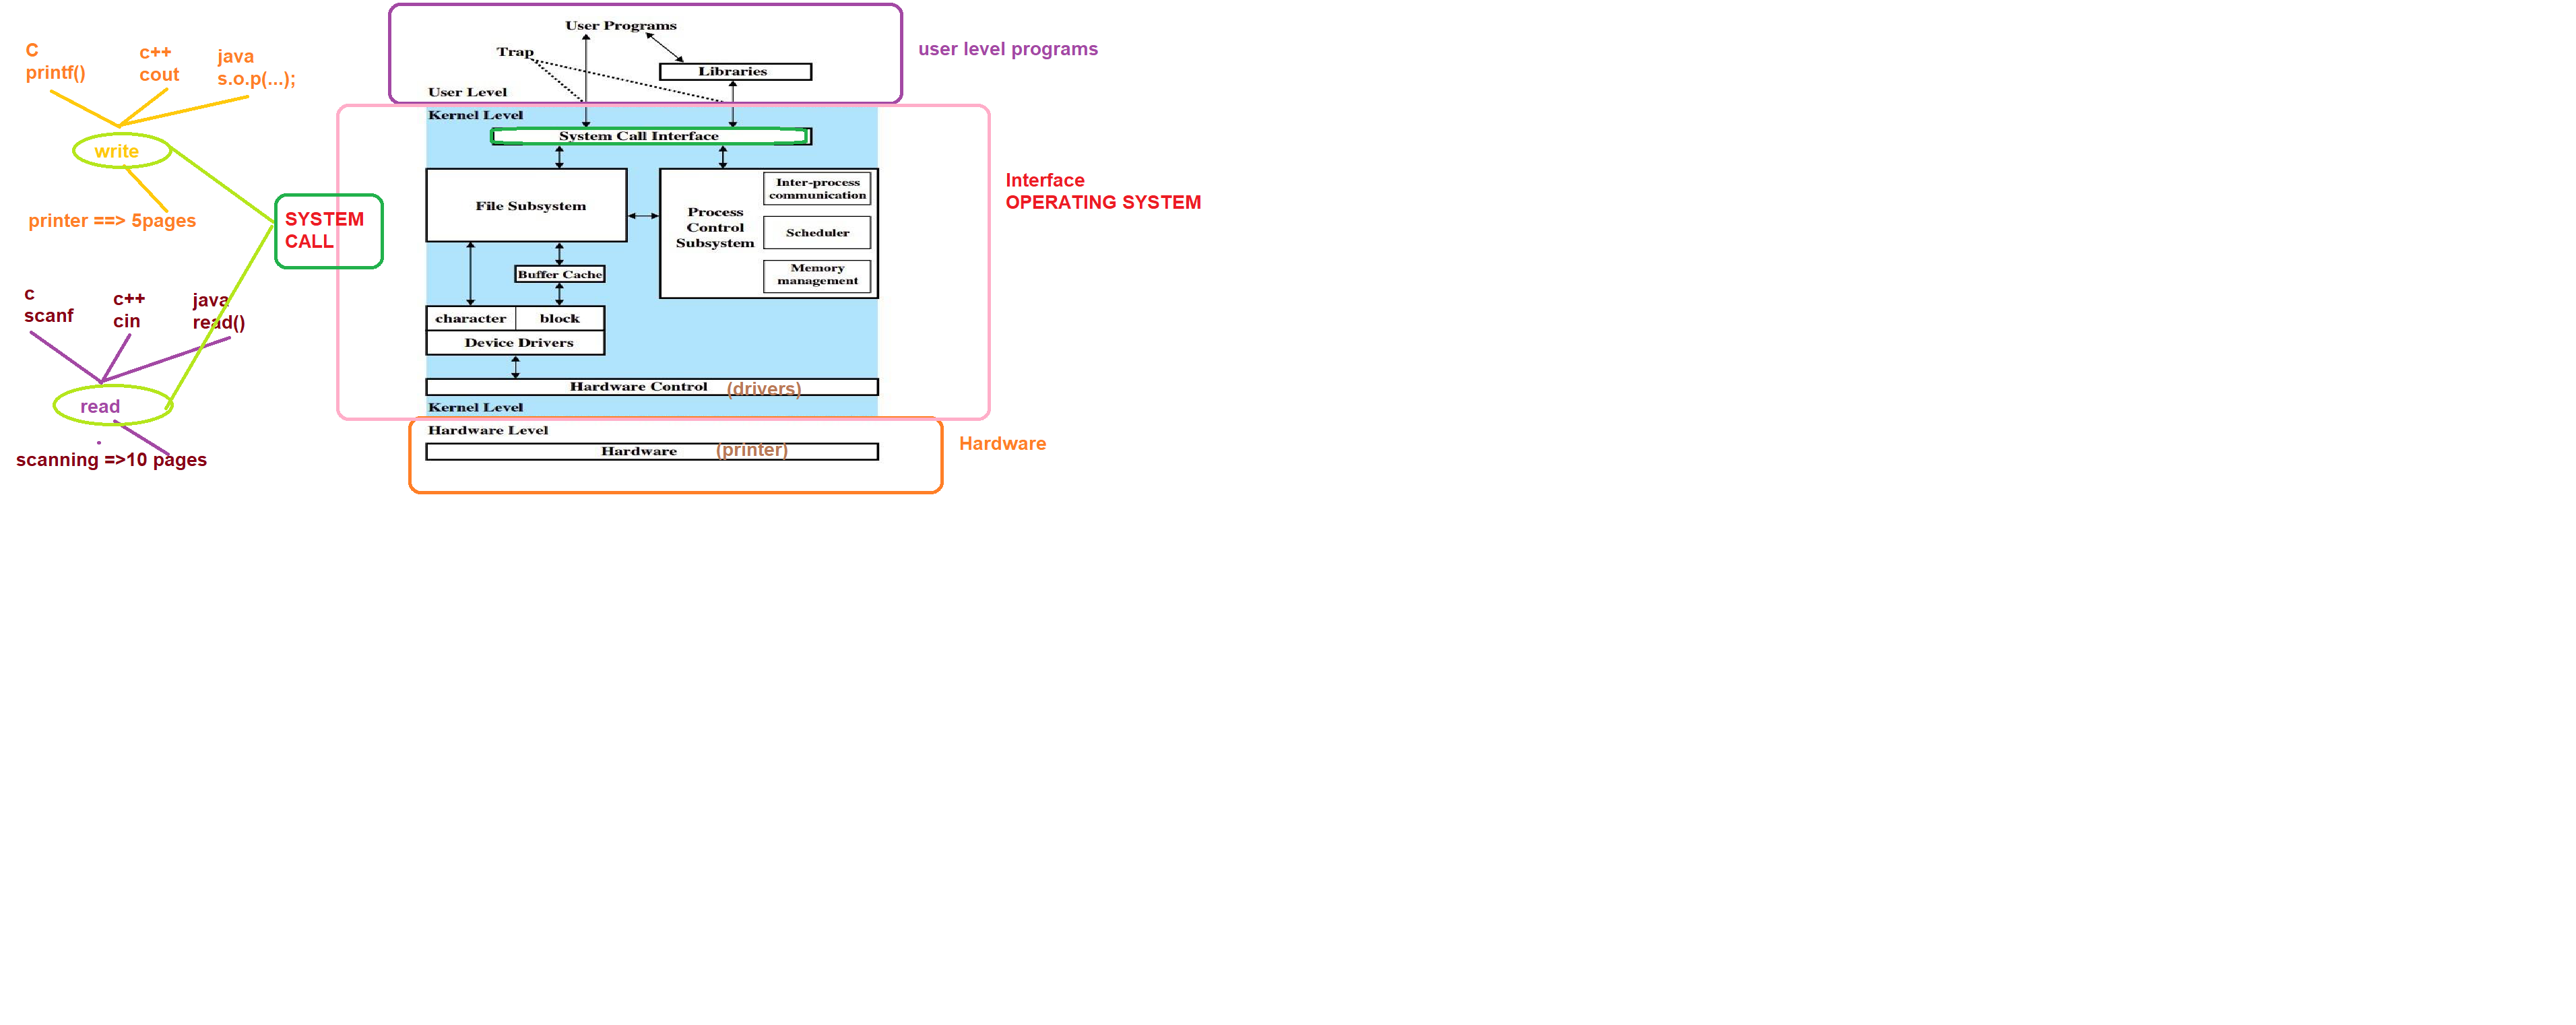 C
printf()
c++
cout
java
s.o.p(...);
write
printer ==> 5pages
SYSTEM
CALL
c
scanf
c++
cin
java
read()
read
.
scanning =>10 pages
User Programs
Trap
Libraries
User Level
user level programs
Kernel Level
System Call Interface
File Subsystem
Process
Control
Subsystem
Inter-process
communication
Scheduler
Memory
management
Buffer Cache
character
block
Device Drivers
Hardware Control
(drivers)
Kernel Level
Interface
OPERATING SYSTEM
Hardware Level
Hardware
(printer)
Hardware